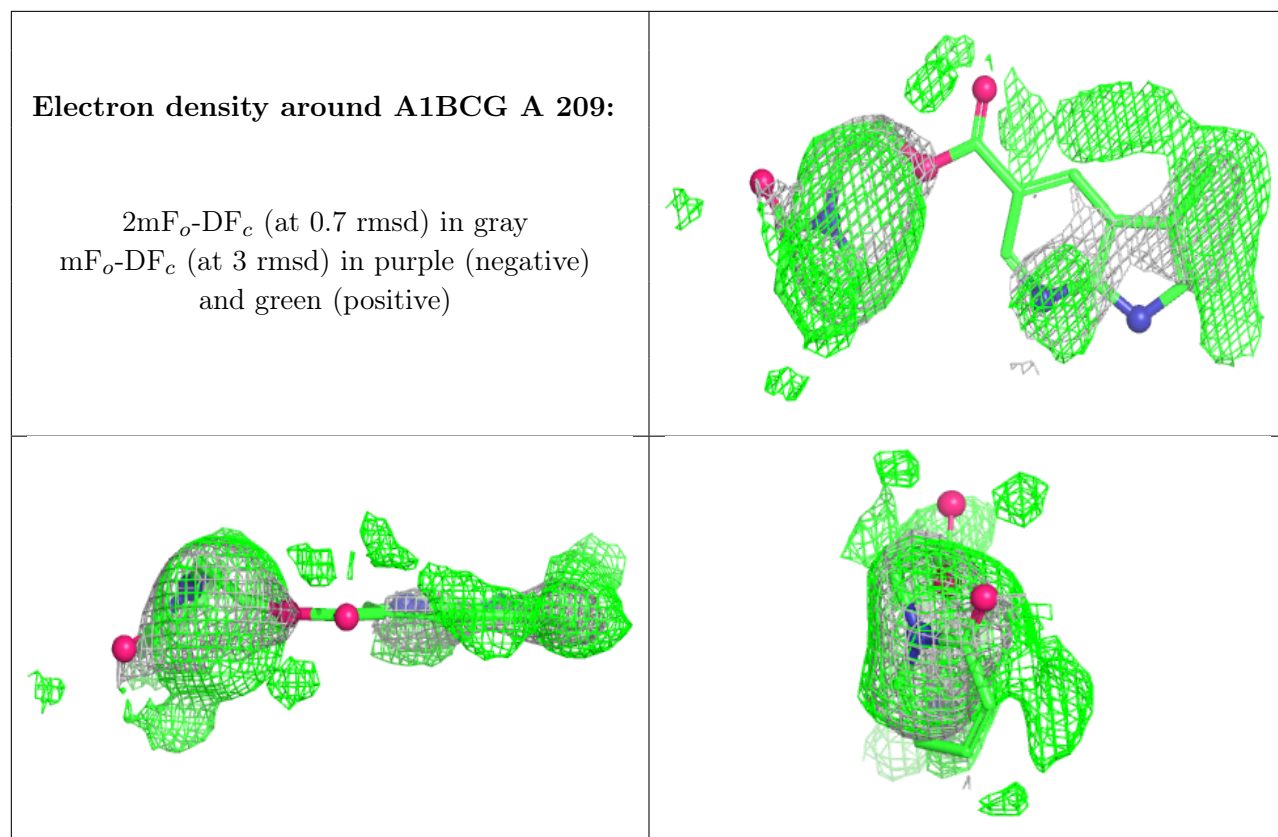 Electron density around A1BCG A 209:
2mFₒ-DF𝒸 (at 0.7 rmsd) in gray
mFₒ-DF𝒸 (at 3 rmsd) in purple (negative)
and green (positive)